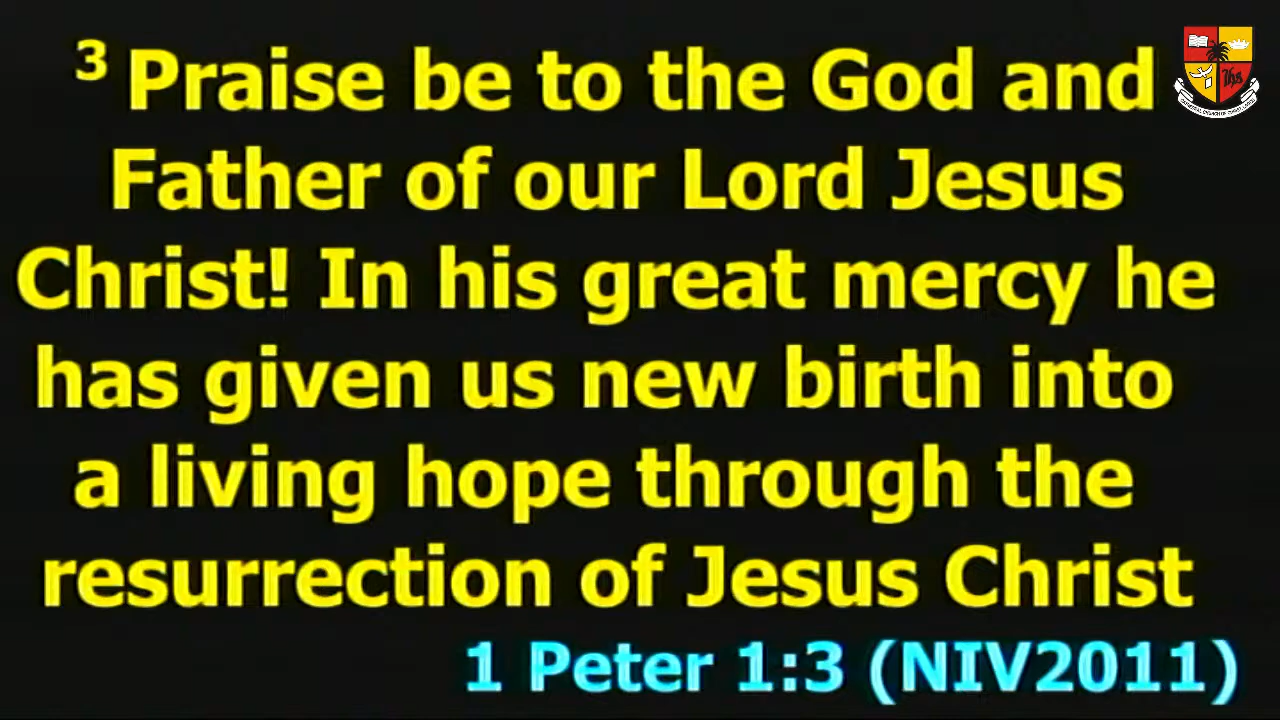 3 Praise be to the God and
Father of our Lord Jesus
Christ! In his great mercy he
has given us new birth into
a living hope through the
resurrection of Jesus Christ
1 Peter 1:3 (NIV2011)